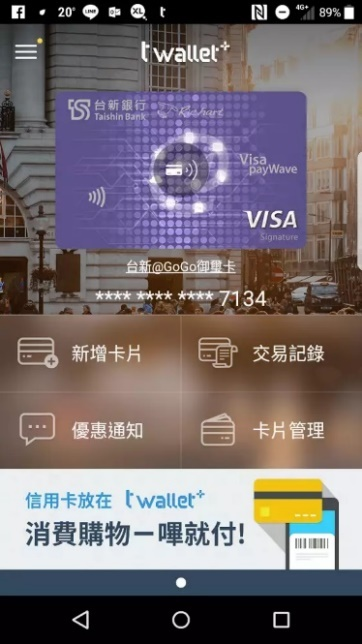 20°
4G+
89%
t wallet+
台新銀行
Taishin Bank
Richart
Visa
payWave
VISA
Signature
台新@GoGo御璽卡
**** **** **** 7134
新增卡片
交易記錄
優惠通知
卡片管理
信用卡放在 t wallet+
消費購物一嗶就付!